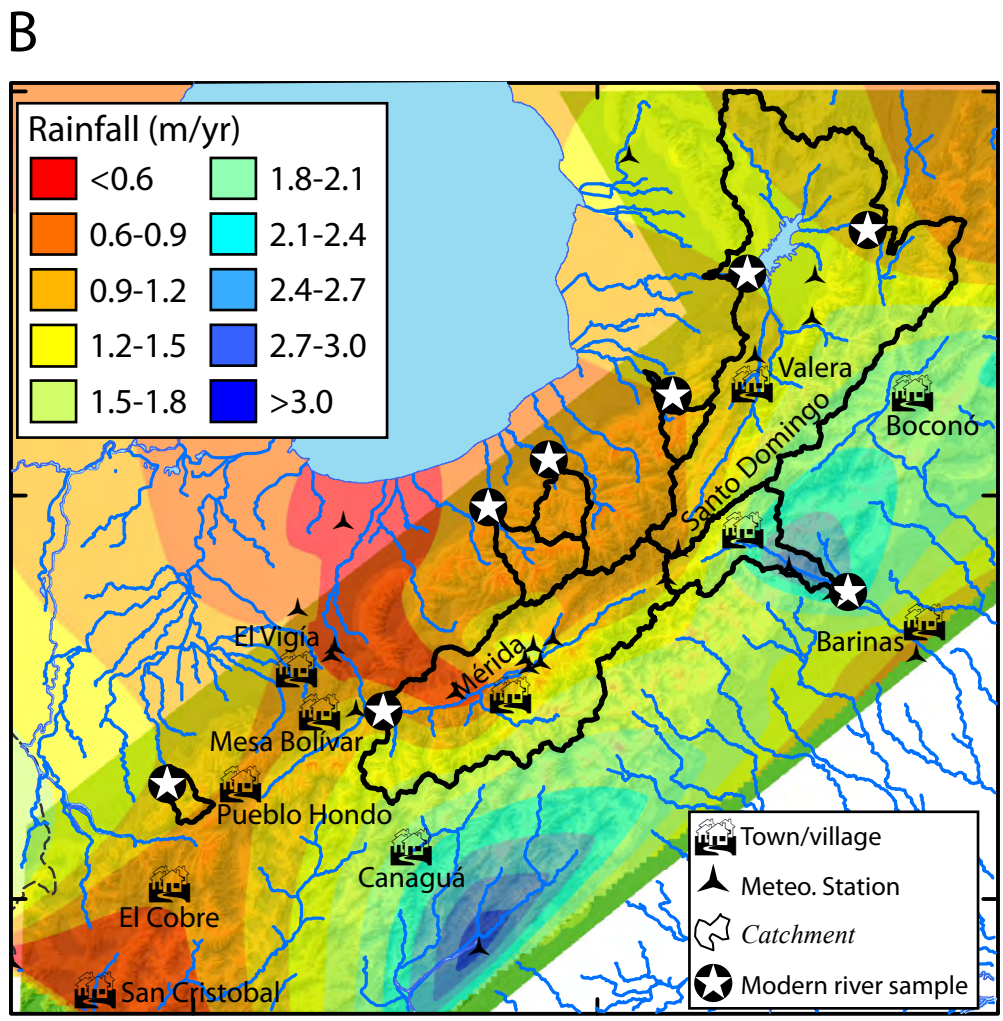 B
Rainfall (m/yr)
<0.6
1.8-2.1
0.6-0.9
2.1-2.4
0.9-1.2
2.4-2.7
1.2-1.5
2.7-3.0
1.5-1.8
>3.0
Valera
Boconó
Santo Domingo
Barinas
El Vigía
Mérida
Mesa Bolívar
Pueblo Hondo
Canaguá
El Cobre
San Cristobal
Town/village
Meteo. Station
Catchment
Modern river sample